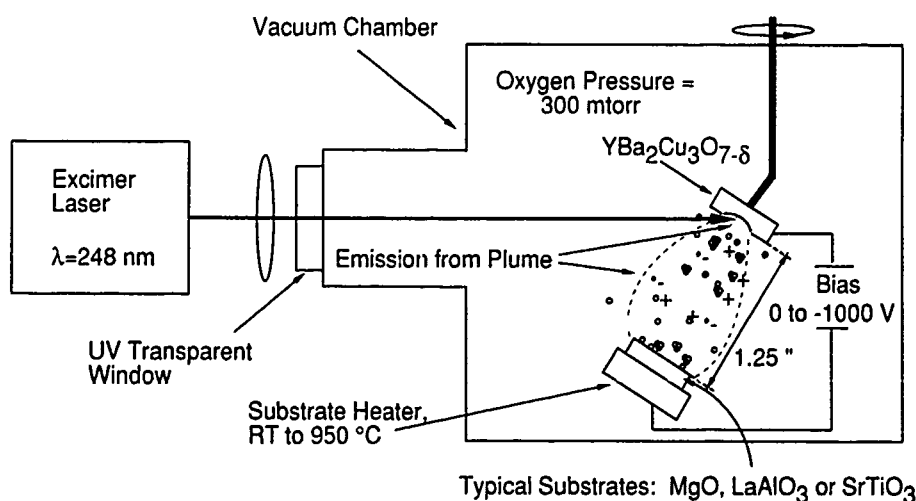 Vacuum Chamber
Oxygen Pressure =
300 mtorr
YBa2Cu3O7-δ
Excimer
Laser
λ=248 nm
Emission from Plume
Bias
0 to -1000 V
1.25 "
UV Transparent
Window
Substrate Heater,
RT to 950 °C
Typical Substrates: MgO, LaAlO3 or SrTiO3